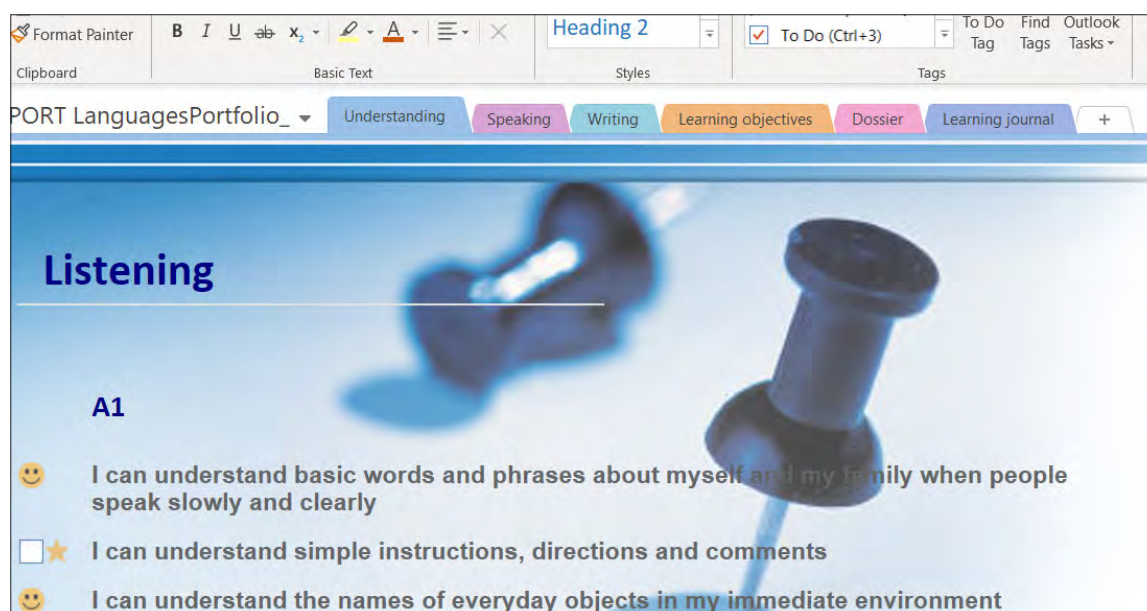 Format Painter
B I U ab x2 A
Heading 2
To Do (Ctrl+3)
To Do Find Outlook
Tag Tags Tasks
Clipboard Basic Text Styles Tags
PORT LanguagesPortfolio_ Understanding Speaking Writing Learning objectives Dossier Learning journal +
Listening
A1
I can understand basic words and phrases about myself and my family when people
speak slowly and clearly
I can understand simple instructions, directions and comments
I can understand the names of everyday objects in my immediate environment